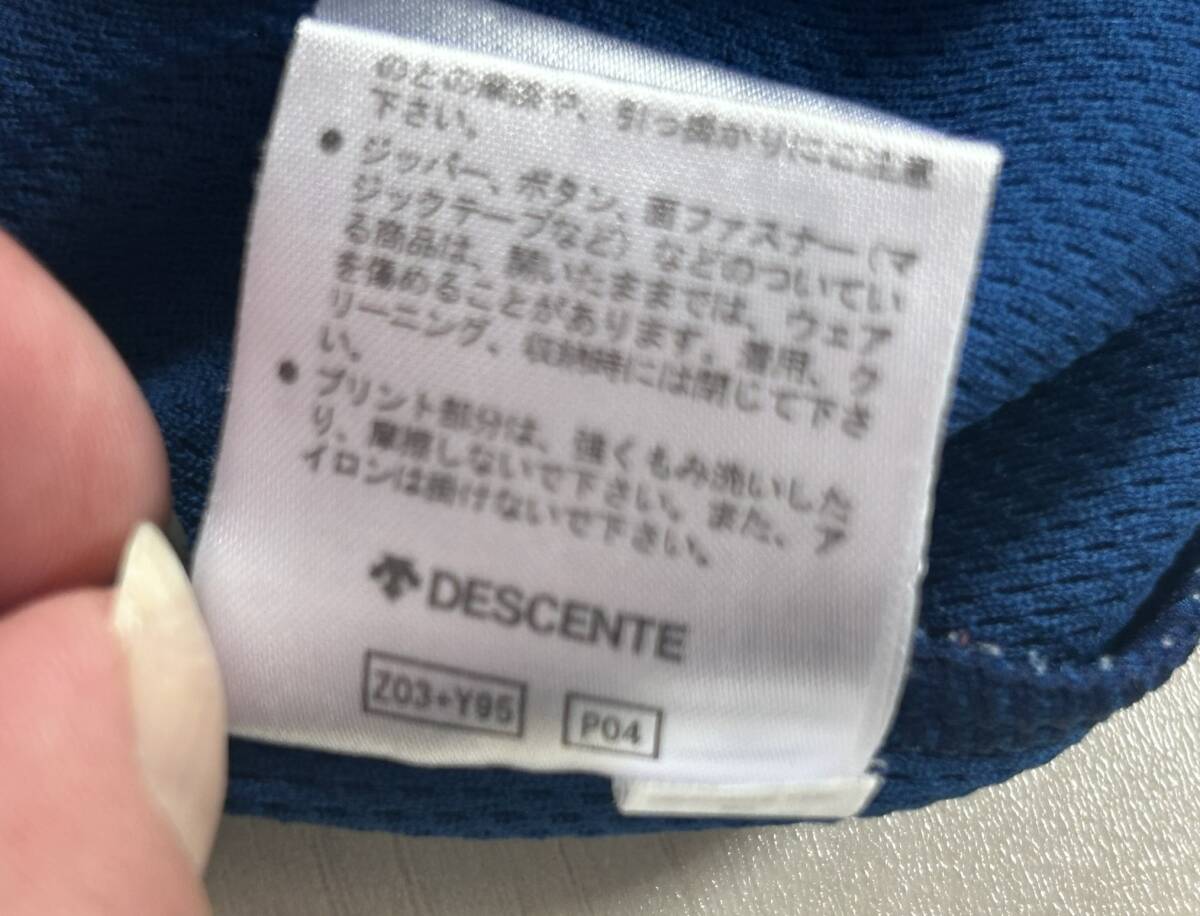 のとの摩擦や、引っ掛かりにご注意
下さい。
● ジッパー、ボタン、面ファスナー(マ
ジックテープなど)などのついてい
る商品は、開いたままでは、ウェア
を傷めることがあります。着用、ク
リーニング、収納時には閉じて下さ
い。
● プリント部分は、強くもみ洗いした
り、摩擦しないで下さい。また、ア
イロンは掛けないで下さい。
DESCENTE
Z03+Y95
P04